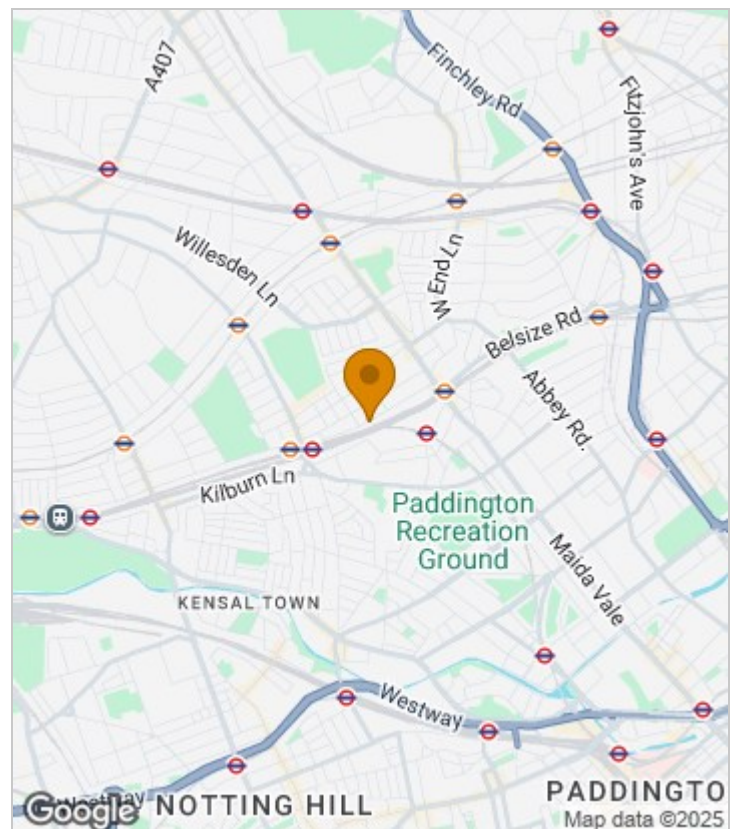 A407
Finchley Rd
Fitzjohn's Ave
Willesden Ln
W End Ln
Belsize Rd
Abbey Rd.
Kilburn Ln
Paddington
Recreation
Ground
Maida Vale
KENSAL TOWN
Westway
Westway
Google
NOTTING HILL
PADDINGTO
Map data ©2025